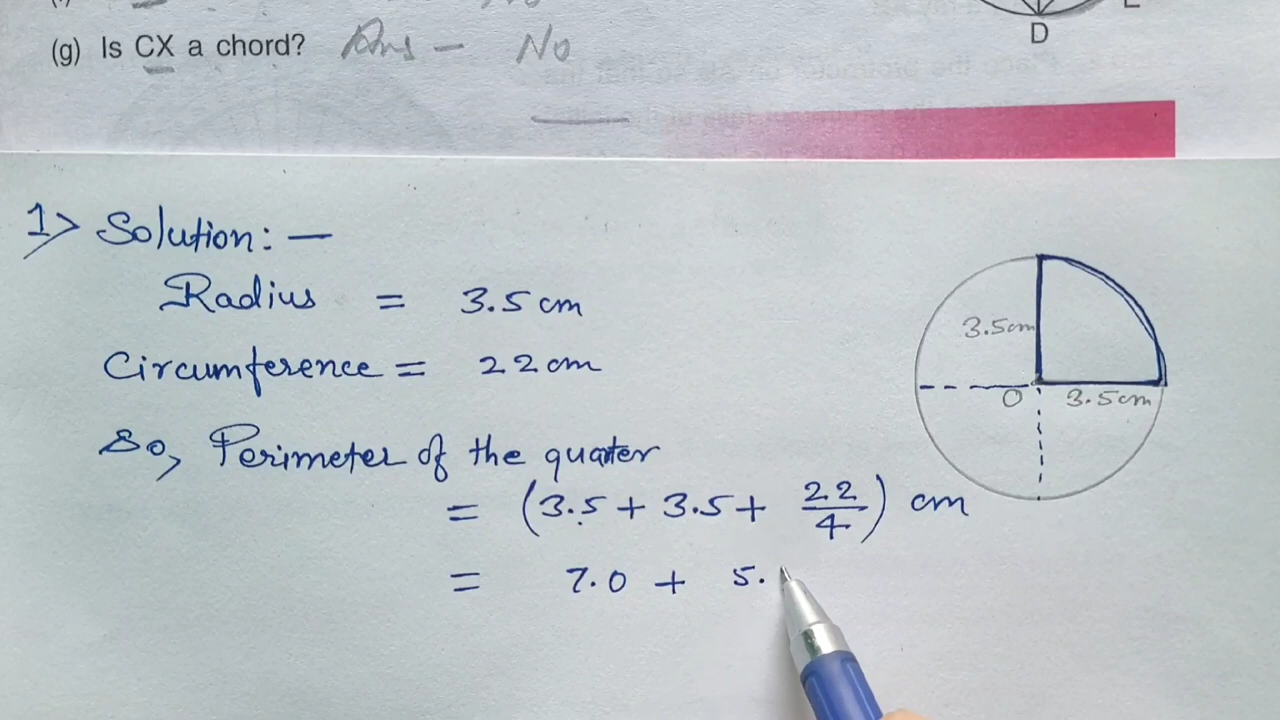 (g) Is CX a chord? Ans - No
D
1> Solution: —
Radius = 3.5 cm
Circumference = 22 cm
So, Perimeter of the quarter
= (3.5 + 3.5 + 22/4) cm
= 7.0 + 5.
3.5cm
O 3.5cm